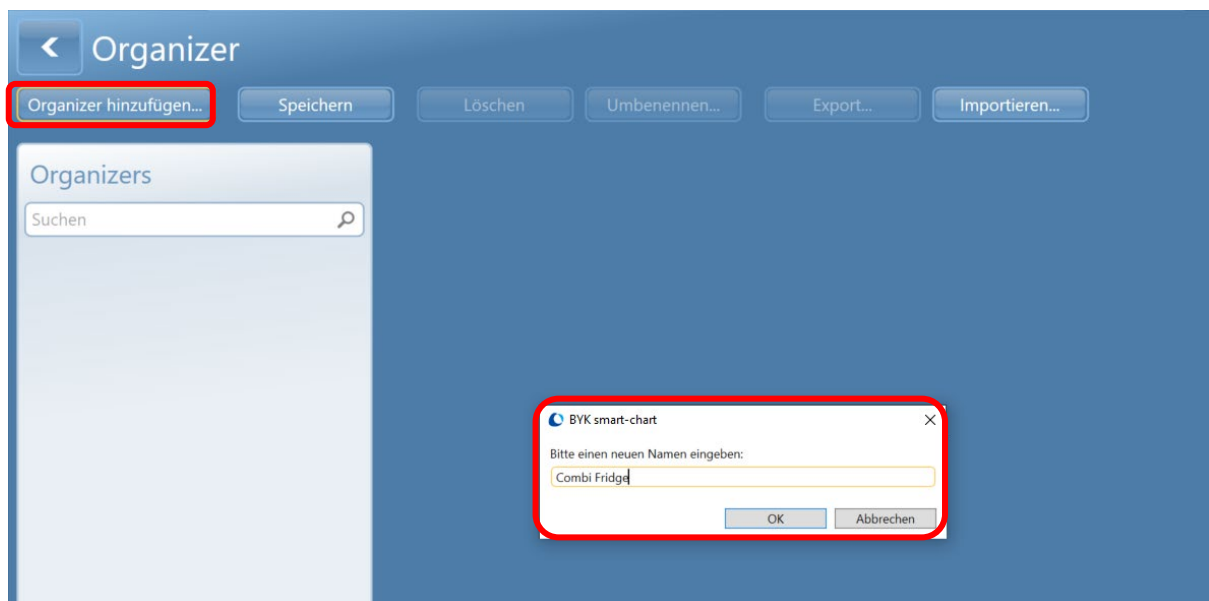 Organizer
Organizer hinzufügen... Speichern Löschen Umbenennen... Export... Importieren...
Organizers
Suchen
BYK smart-chart
Bitte einen neuen Namen eingeben:
Combi Fridge
OK Abbrechen